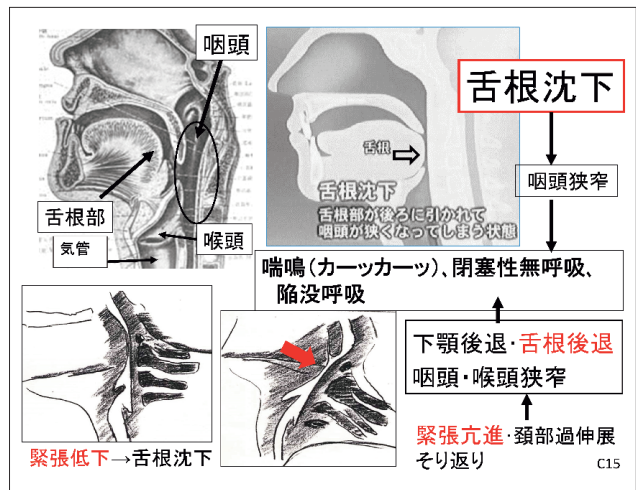 咽頭
舌根部
気管
喉頭
舌根
舌根沈下
舌根部が後ろに引かれて
咽頭が狭くなってしまう状態
舌根沈下
咽頭狭窄
喘鳴（カーッカーッ）、閉塞性無呼吸、
陥没呼吸
下顎後退・舌根後退
咽頭・喉頭狭窄
緊張亢進・頚部過伸展
そり返り
緊張低下→舌根沈下
C15